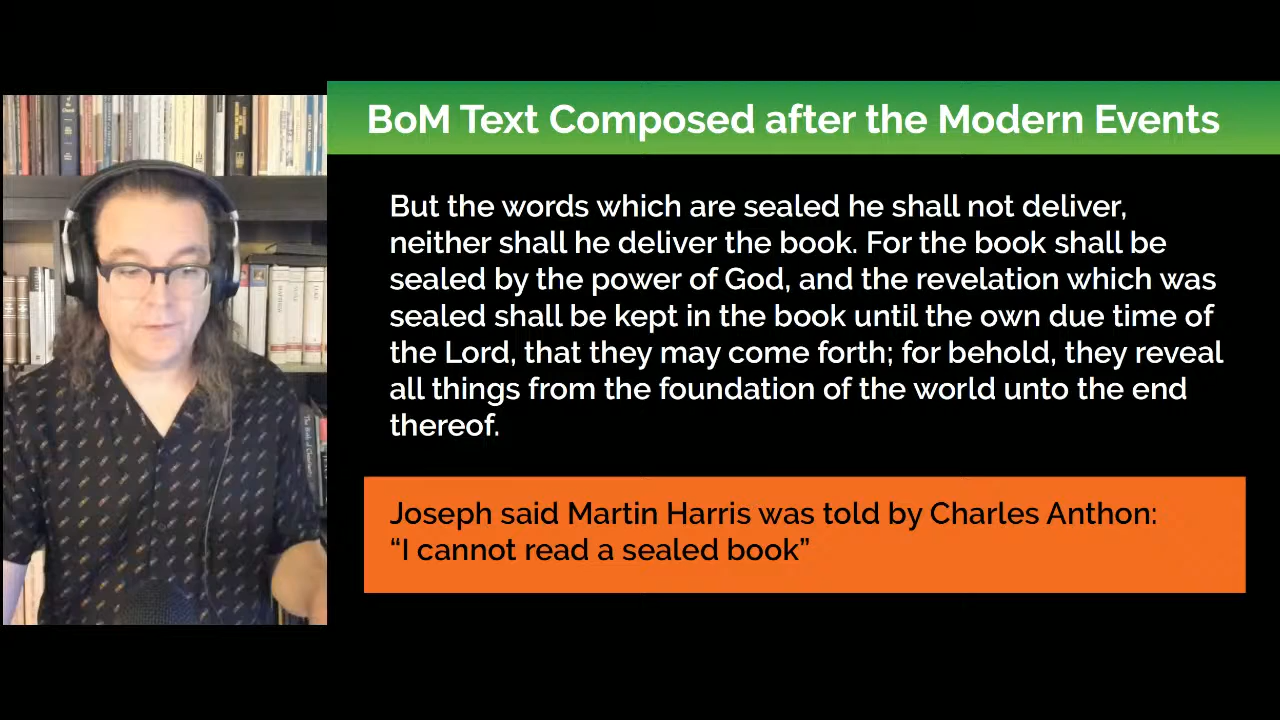 BoM Text Composed after the Modern Events
But the words which are sealed he shall not deliver,
neither shall he deliver the book. For the book shall be
sealed by the power of God, and the revelation which was
sealed shall be kept in the book until the own due time of
the Lord, that they may come forth; for behold, they reveal
all things from the foundation of the world unto the end
thereof.
Joseph said Martin Harris was told by Charles Anthon:
“I cannot read a sealed book”